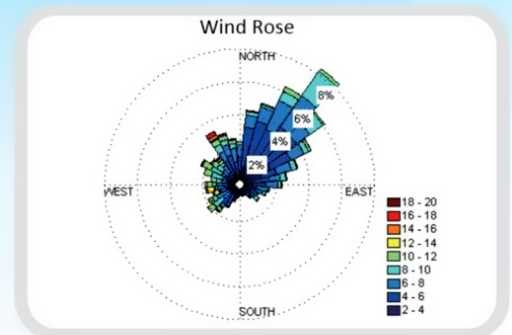 Wind Rose
NORTH
8%
6%
4%
2%
WEST
EAST
18 - 20
16 - 18
14 - 16
12 - 14
10 - 12
8 - 10
6 - 8
4 - 6
2 - 4
SOUTH